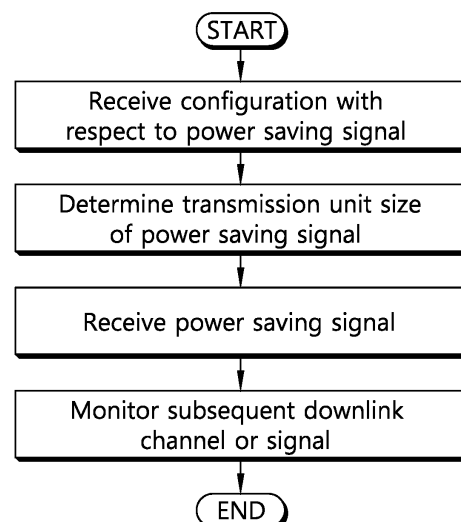 START
Receive configuration with
respect to power saving signal
Determine transmission unit size
of power saving signal
Receive power saving signal
Monitor subsequent downlink
channel or signal
END